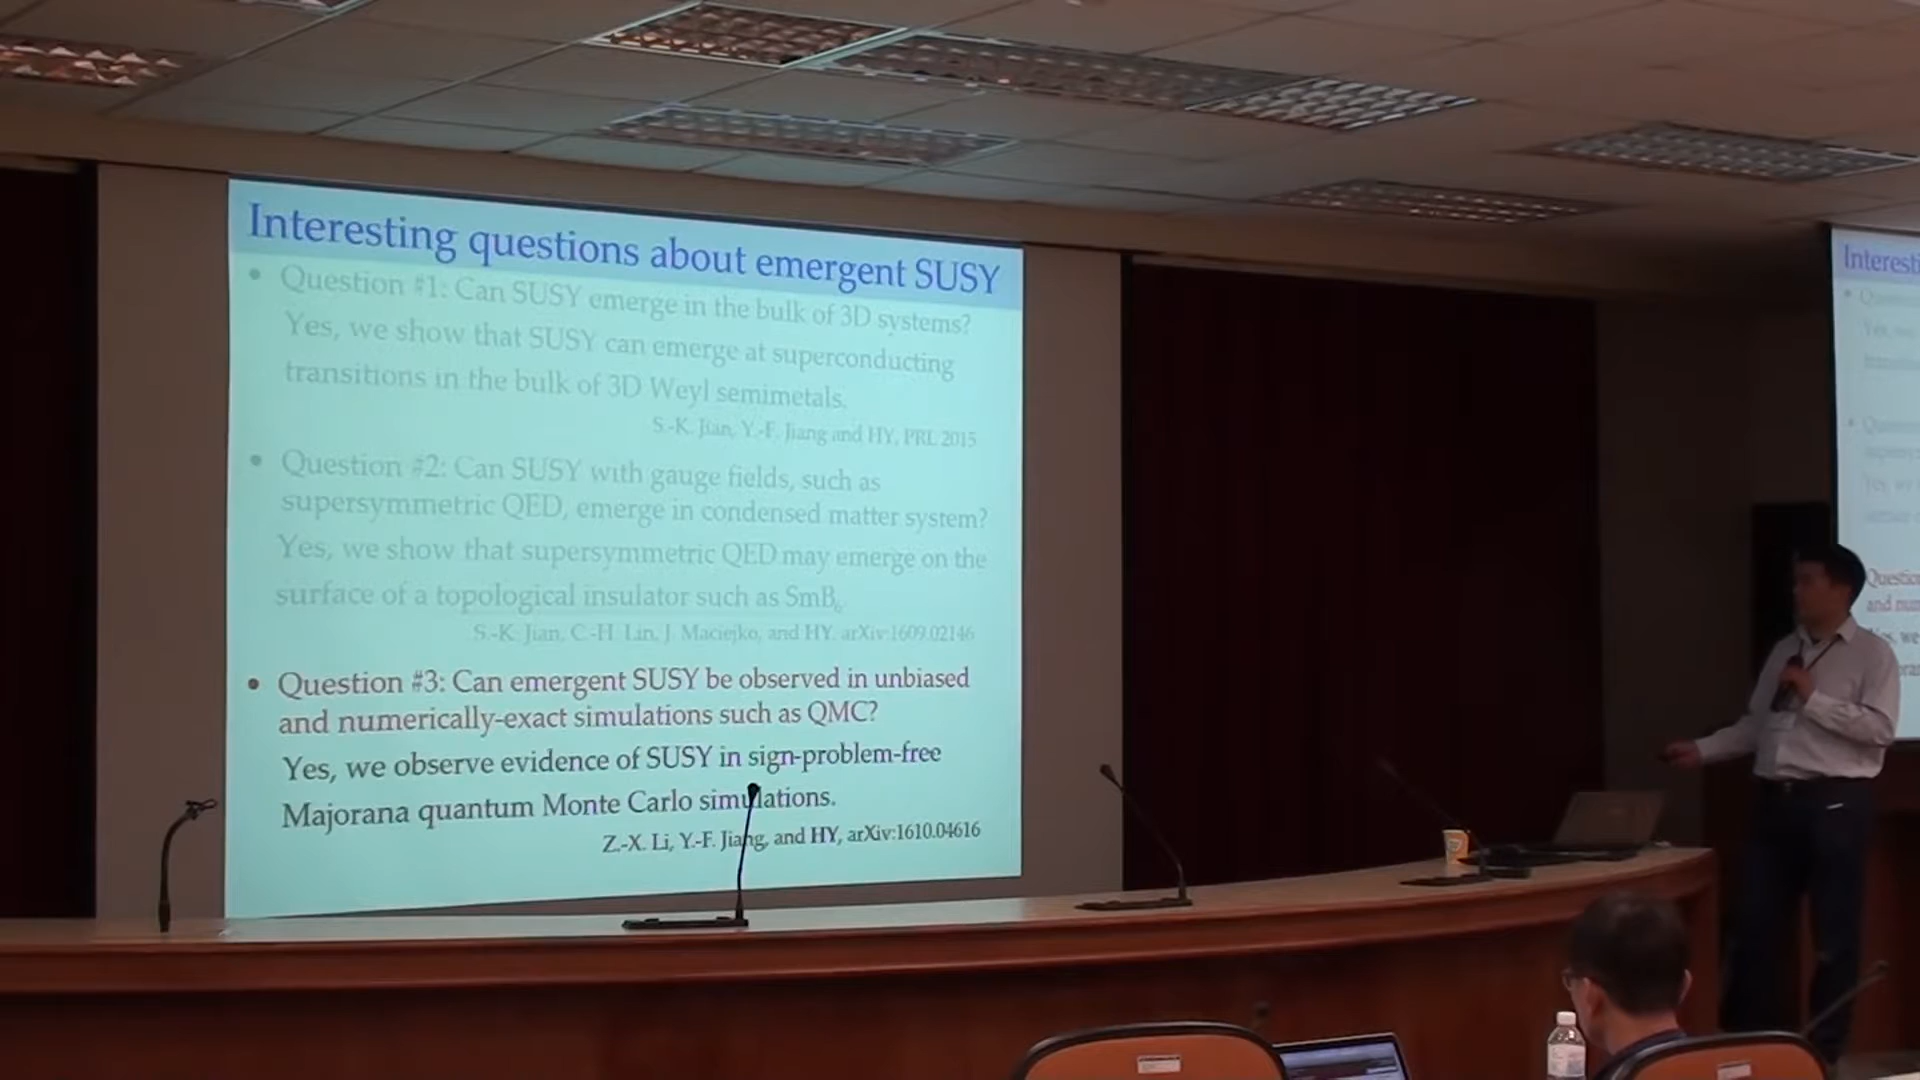 Interesting questions about emergent SUSY
• Question #1: Can SUSY emerge in the bulk of 3D systems?
Yes, we show that SUSY can emerge at superconducting
transitions in the bulk of 3D Weyl semimetals.
S.-K. Jian, Y.-F. Jiang and HY, PRL 2015
• Question #2: Can SUSY with gauge fields, such as
supersymmetric QED, emerge in condensed matter system?
Yes, we show that supersymmetric QED may emerge on the
surface of a topological insulator such as SmB₆
S.-K. Jian, C.-H. Lin, J. Maciejko, and HY. arXiv:1609.02146
• Question #3: Can emergent SUSY be observed in unbiased
and numerically-exact simulations such as QMC?
Yes, we observe evidence of SUSY in sign-problem-free
Majorana quantum Monte Carlo simulations.
Z.-X. Li, Y.-F. Jiang, and HY, arXiv:1610.04616
Interesti
Question
and num